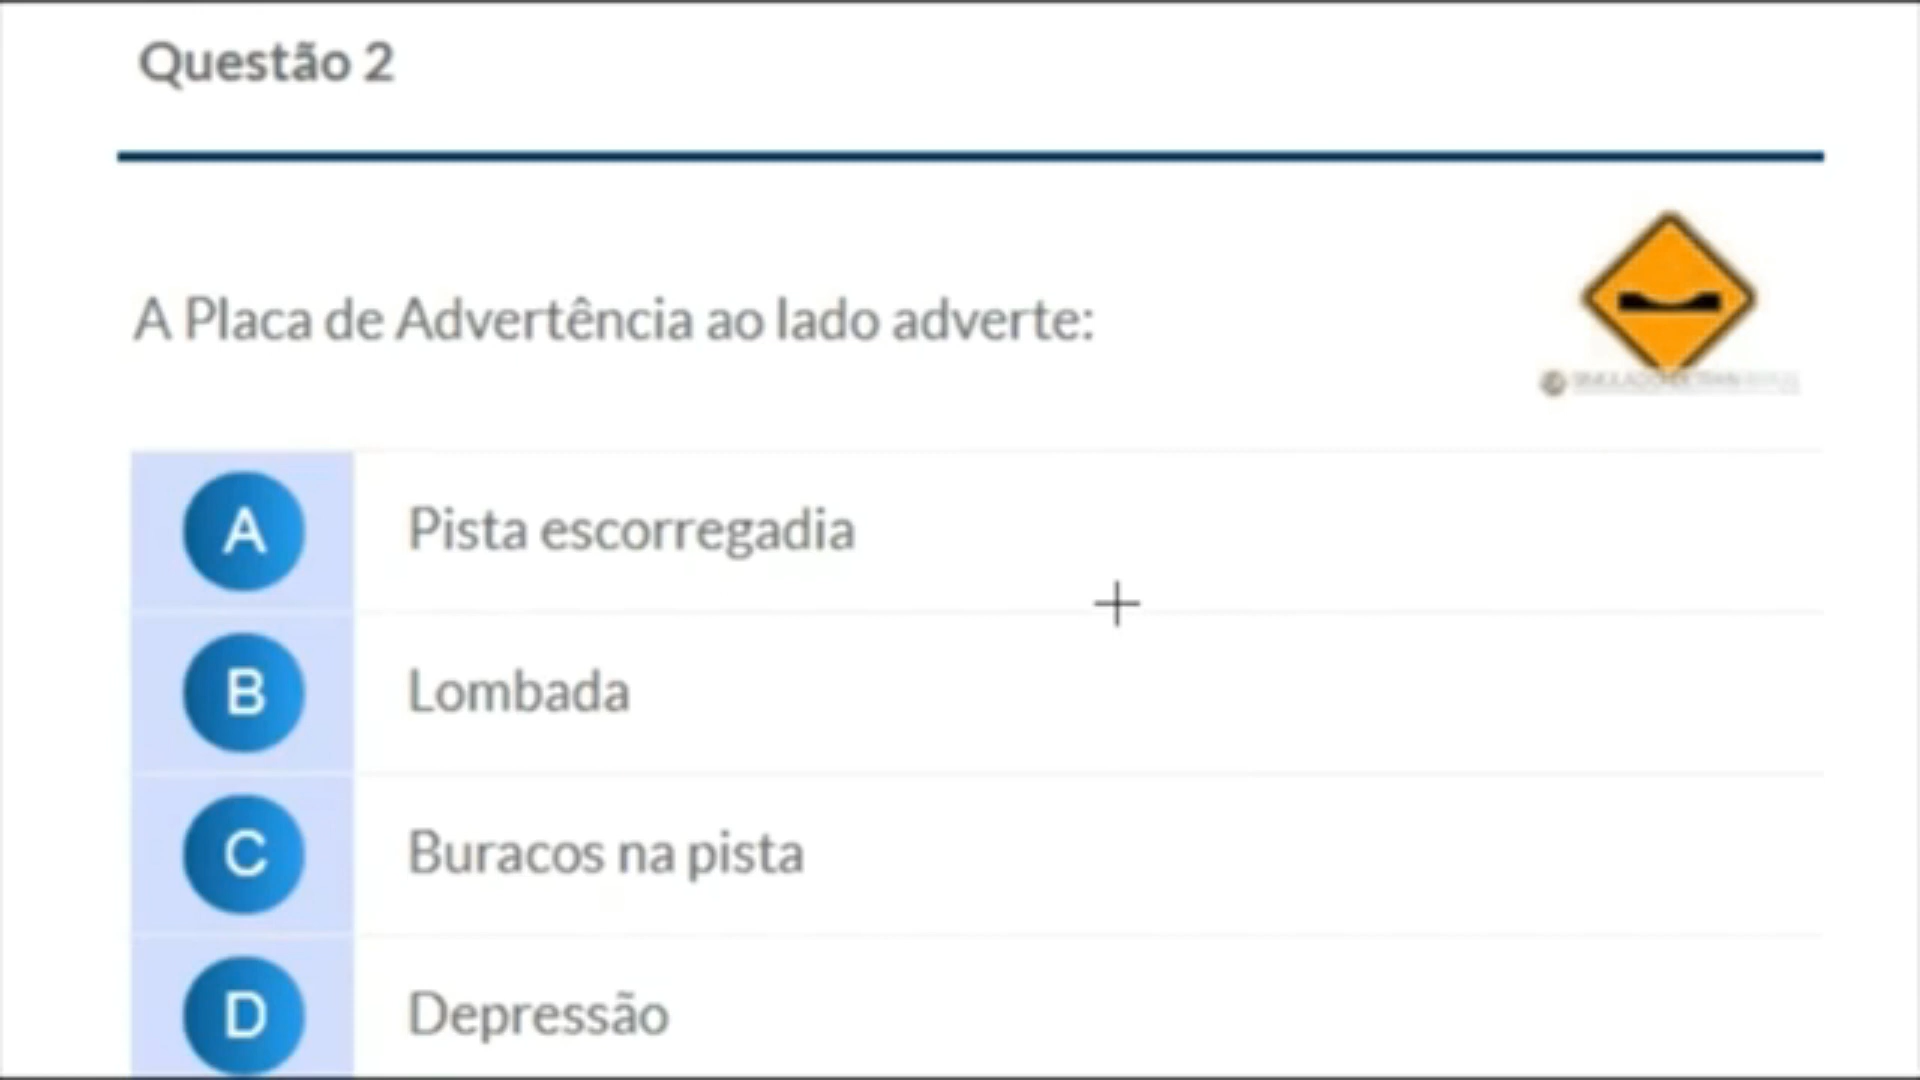 Questão 2
A Placa de Advertência ao lado adverte:
A Pista escorregadia
B Lombada
C Buracos na pista
D Depressão